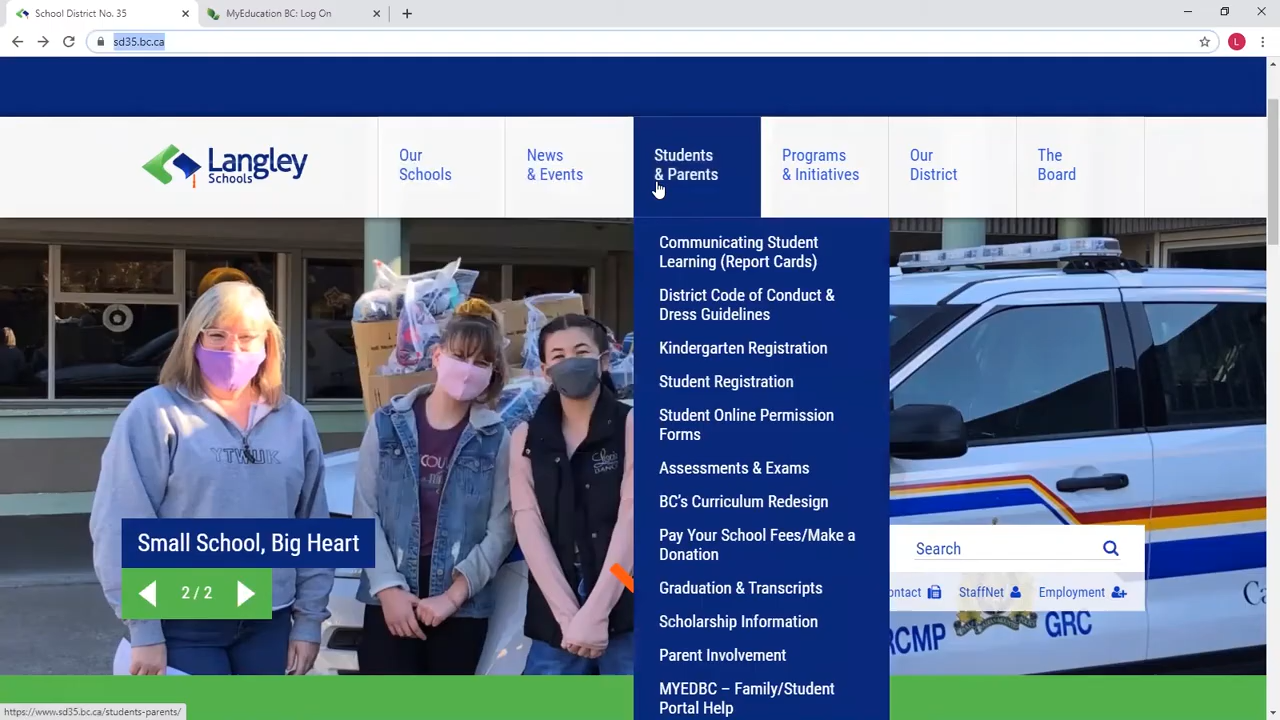 School District No. 35
MyEducation BC: Log On
sd35.bc.ca
L
Langley
Schools
Our
Schools
News
& Events
Students
& Parents
Programs
& Initiatives
Our
District
The
Board
Communicating Student
Learning (Report Cards)
District Code of Conduct &
Dress Guidelines
Kindergarten Registration
Student Registration
Student Online Permission
Forms
Assessments & Exams
BC's Curriculum Redesign
Pay Your School Fees/Make a
Donation
Graduation & Transcripts
Scholarship Information
Parent Involvement
MYEDBC – Family/Student
Portal Help
Small School, Big Heart
2 / 2
Search
ontact
StaffNet
Employment
RCMP
GRC
https://www.sd35.bc.ca/students-parents/